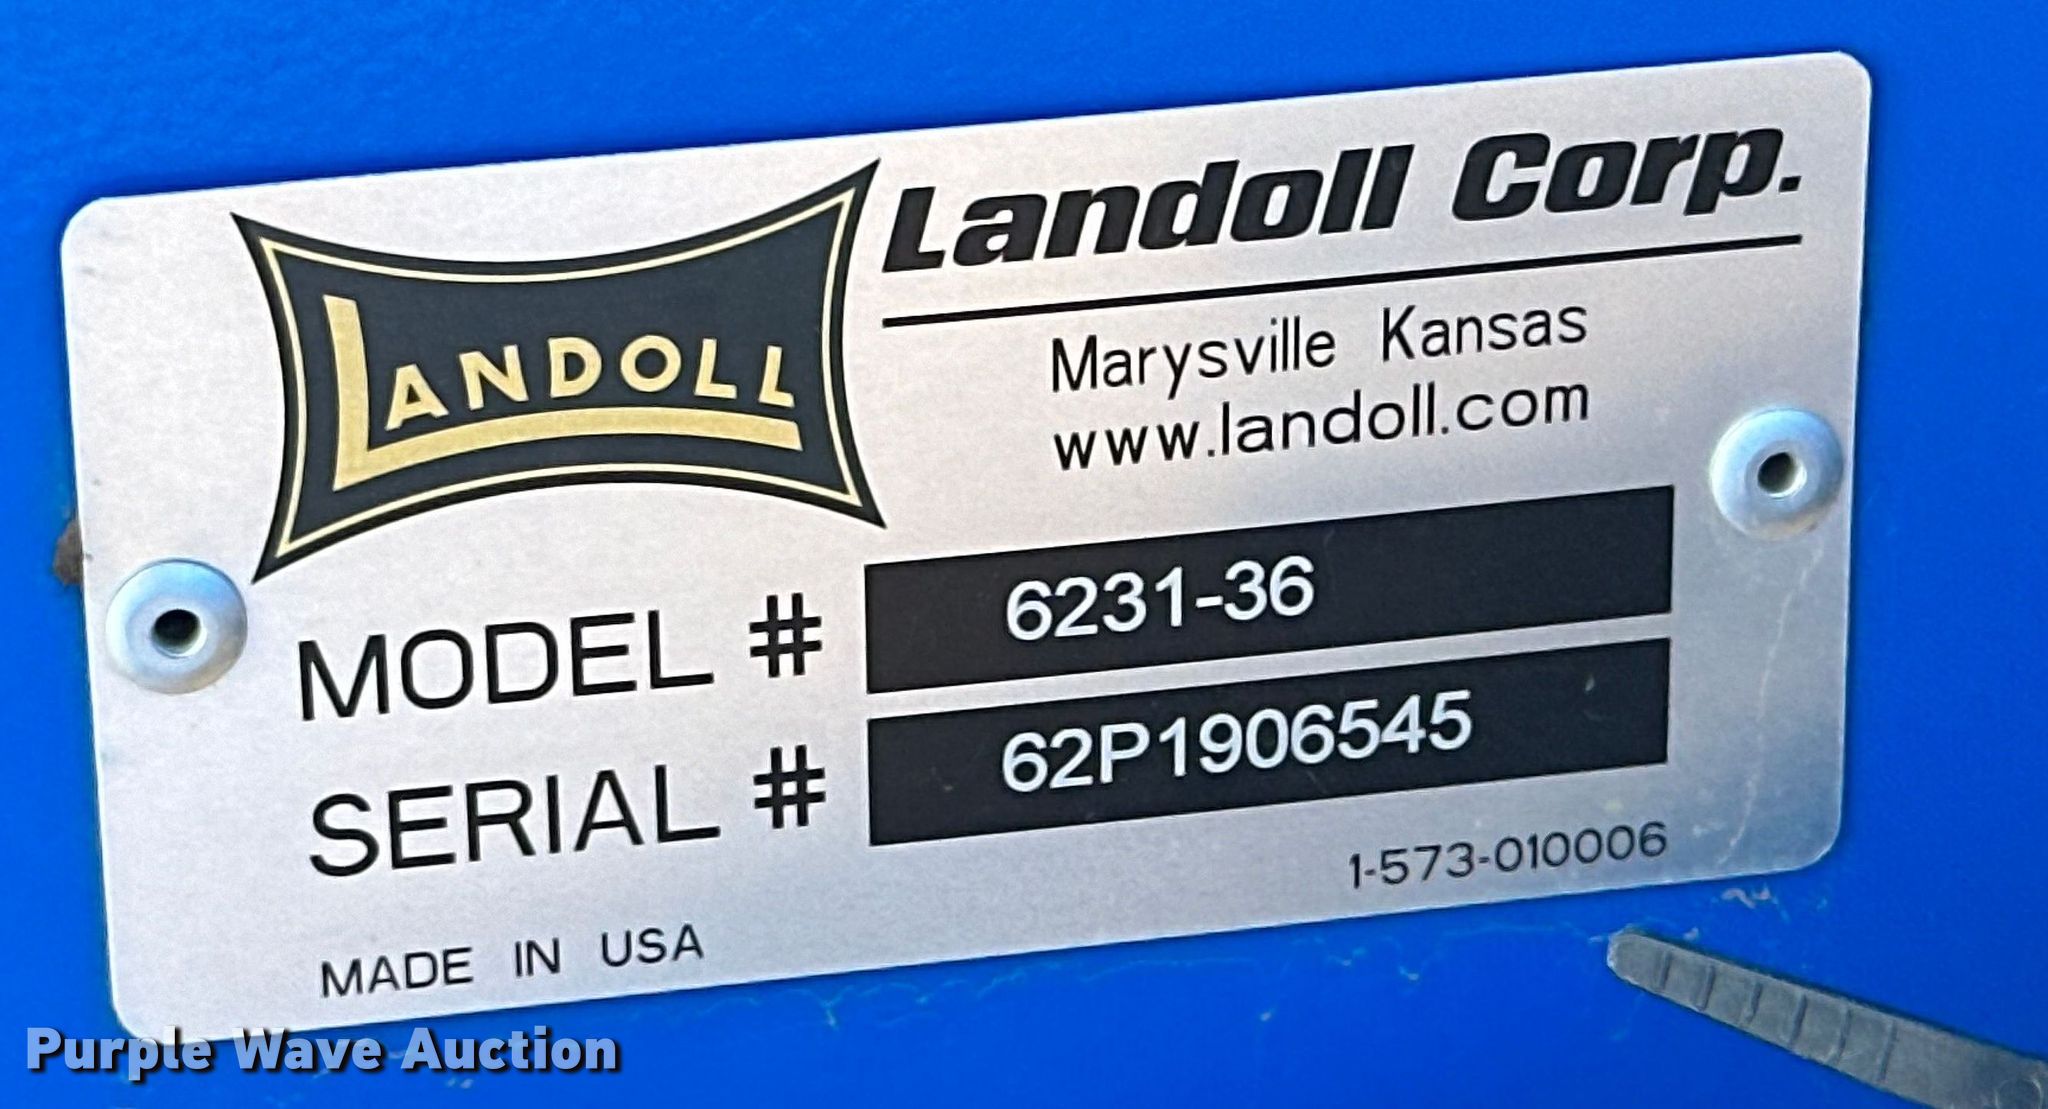 LANDOLL
Landoll Corp.
Marysville Kansas
www.landoll.com
MODEL # 6231-36
SERIAL # 62P1906545
1-573-010006
MADE IN USA
Purple Wave Auction